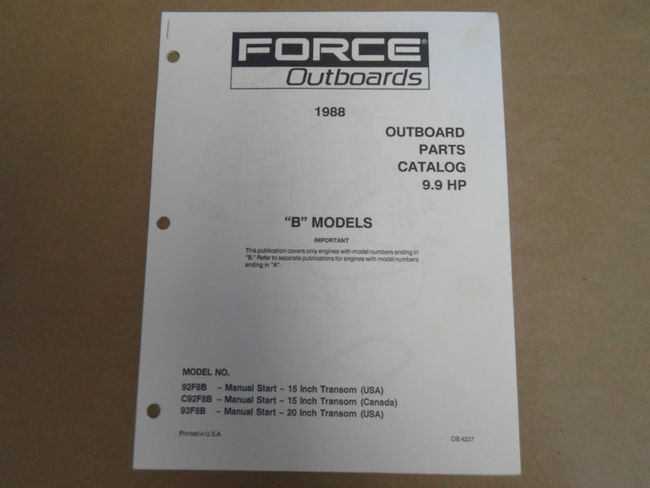 FORCE®
Outboards
1988
OUTBOARD
PARTS
CATALOG
9.9 HP
"B" MODELS
IMPORTANT
This publication covers only engines with model numbers ending in
"B." Refer to separate publications for engines with model numbers
ending in "A".
MODEL NO.
92F8B – Manual Start – 15 Inch Transom (USA)
C92F8B – Manual Start – 15 Inch Transom (Canada)
93F8B – Manual Start – 20 Inch Transom (USA)
Printed in U.S.A
OB 4227